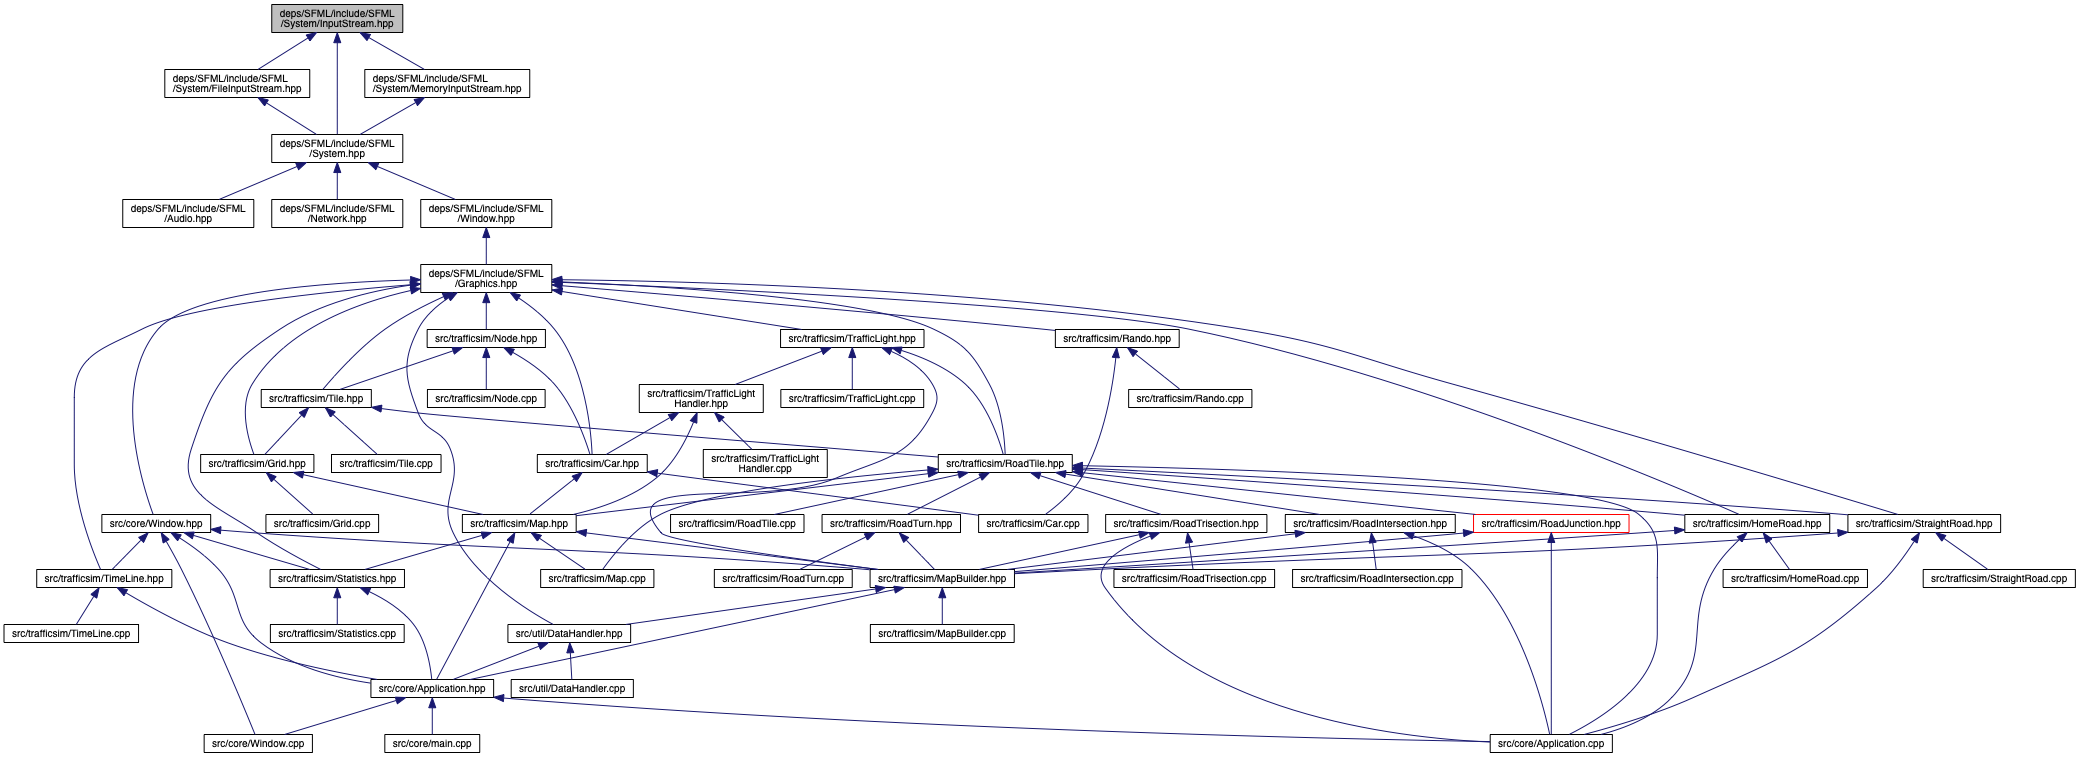 deps/SFML/include/SFML
/System/InputStream.hpp
deps/SFML/include/SFML
/System/FileInputStream.hpp
deps/SFML/include/SFML
/System/MemoryInputStream.hpp
deps/SFML/include/SFML
/System.hpp
deps/SFML/include/SFML
/Audio.hpp
deps/SFML/include/SFML
/Network.hpp
deps/SFML/include/SFML
/Window.hpp
deps/SFML/include/SFML
/Graphics.hpp
src/trafficsim/Node.hpp
src/trafficsim/TrafficLight.hpp
src/trafficsim/Rando.hpp
src/trafficsim/Tile.hpp
src/trafficsim/Node.cpp
src/trafficsim/TrafficLight
Handler.hpp
src/trafficsim/TrafficLight.cpp
src/trafficsim/Rando.cpp
src/trafficsim/Grid.hpp
src/trafficsim/Tile.cpp
src/trafficsim/Car.hpp
src/trafficsim/TrafficLight
Handler.cpp
src/trafficsim/RoadTile.hpp
src/core/Window.hpp
src/trafficsim/Grid.cpp
src/trafficsim/Map.hpp
src/trafficsim/RoadTile.cpp
src/trafficsim/RoadTurn.hpp
src/trafficsim/Car.cpp
src/trafficsim/RoadTrisection.hpp
src/trafficsim/RoadIntersection.hpp
src/trafficsim/RoadJunction.hpp
src/trafficsim/HomeRoad.hpp
src/trafficsim/StraightRoad.hpp
src/trafficsim/TimeLine.hpp
src/trafficsim/Statistics.hpp
src/trafficsim/Map.cpp
src/trafficsim/RoadTurn.cpp
src/trafficsim/MapBuilder.hpp
src/trafficsim/RoadTrisection.cpp
src/trafficsim/RoadIntersection.cpp
src/trafficsim/HomeRoad.cpp
src/trafficsim/StraightRoad.cpp
src/trafficsim/TimeLine.cpp
src/trafficsim/Statistics.cpp
src/util/DataHandler.hpp
src/trafficsim/MapBuilder.cpp
src/core/Application.hpp
src/util/DataHandler.cpp
src/core/Window.cpp
src/core/main.cpp
src/core/Application.cpp